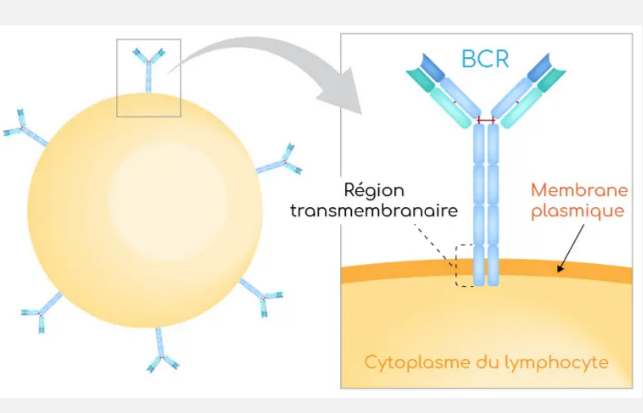 BCR
Région
transmembranaire
Membrane
plasmique
Cytoplasme du lymphocyte